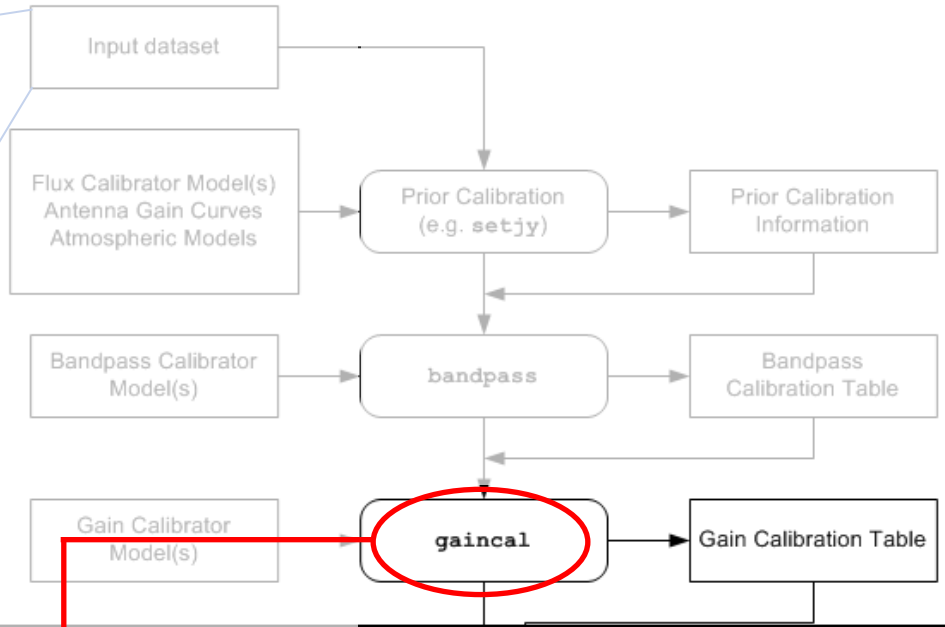 Input dataset
Flux Calibrator Model(s)
Antenna Gain Curves
Atmospheric Models
Prior Calibration
(e.g. setjy)
Prior Calibration
Information
Bandpass Calibrator
Model(s)
bandpass
Bandpass
Calibration Table
Gain Calibrator
Model(s)
gaincal
Gain Calibration Table